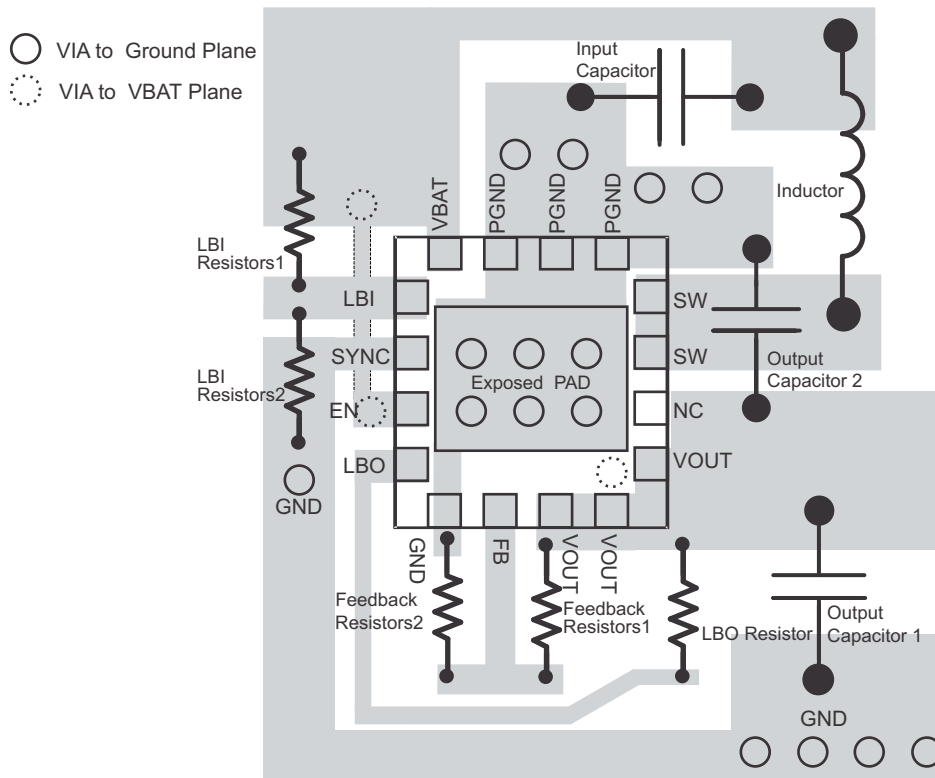 VIA to Ground Plane
VIA to VBAT Plane
Input
Capacitor
Inductor
VBAT
PGND
PGND
PGND
LBI
Resistors1
LBI
SW
SYNC
SW
LBI
Resistors2
Exposed PAD
Output
Capacitor 2
EN
NC
LBO
VOUT
GND
GND
FB
VOUT
VOUT
Feedback
Resistors2
Feedback
Resistors1
LBO Resistor
Output
Capacitor 1
GND